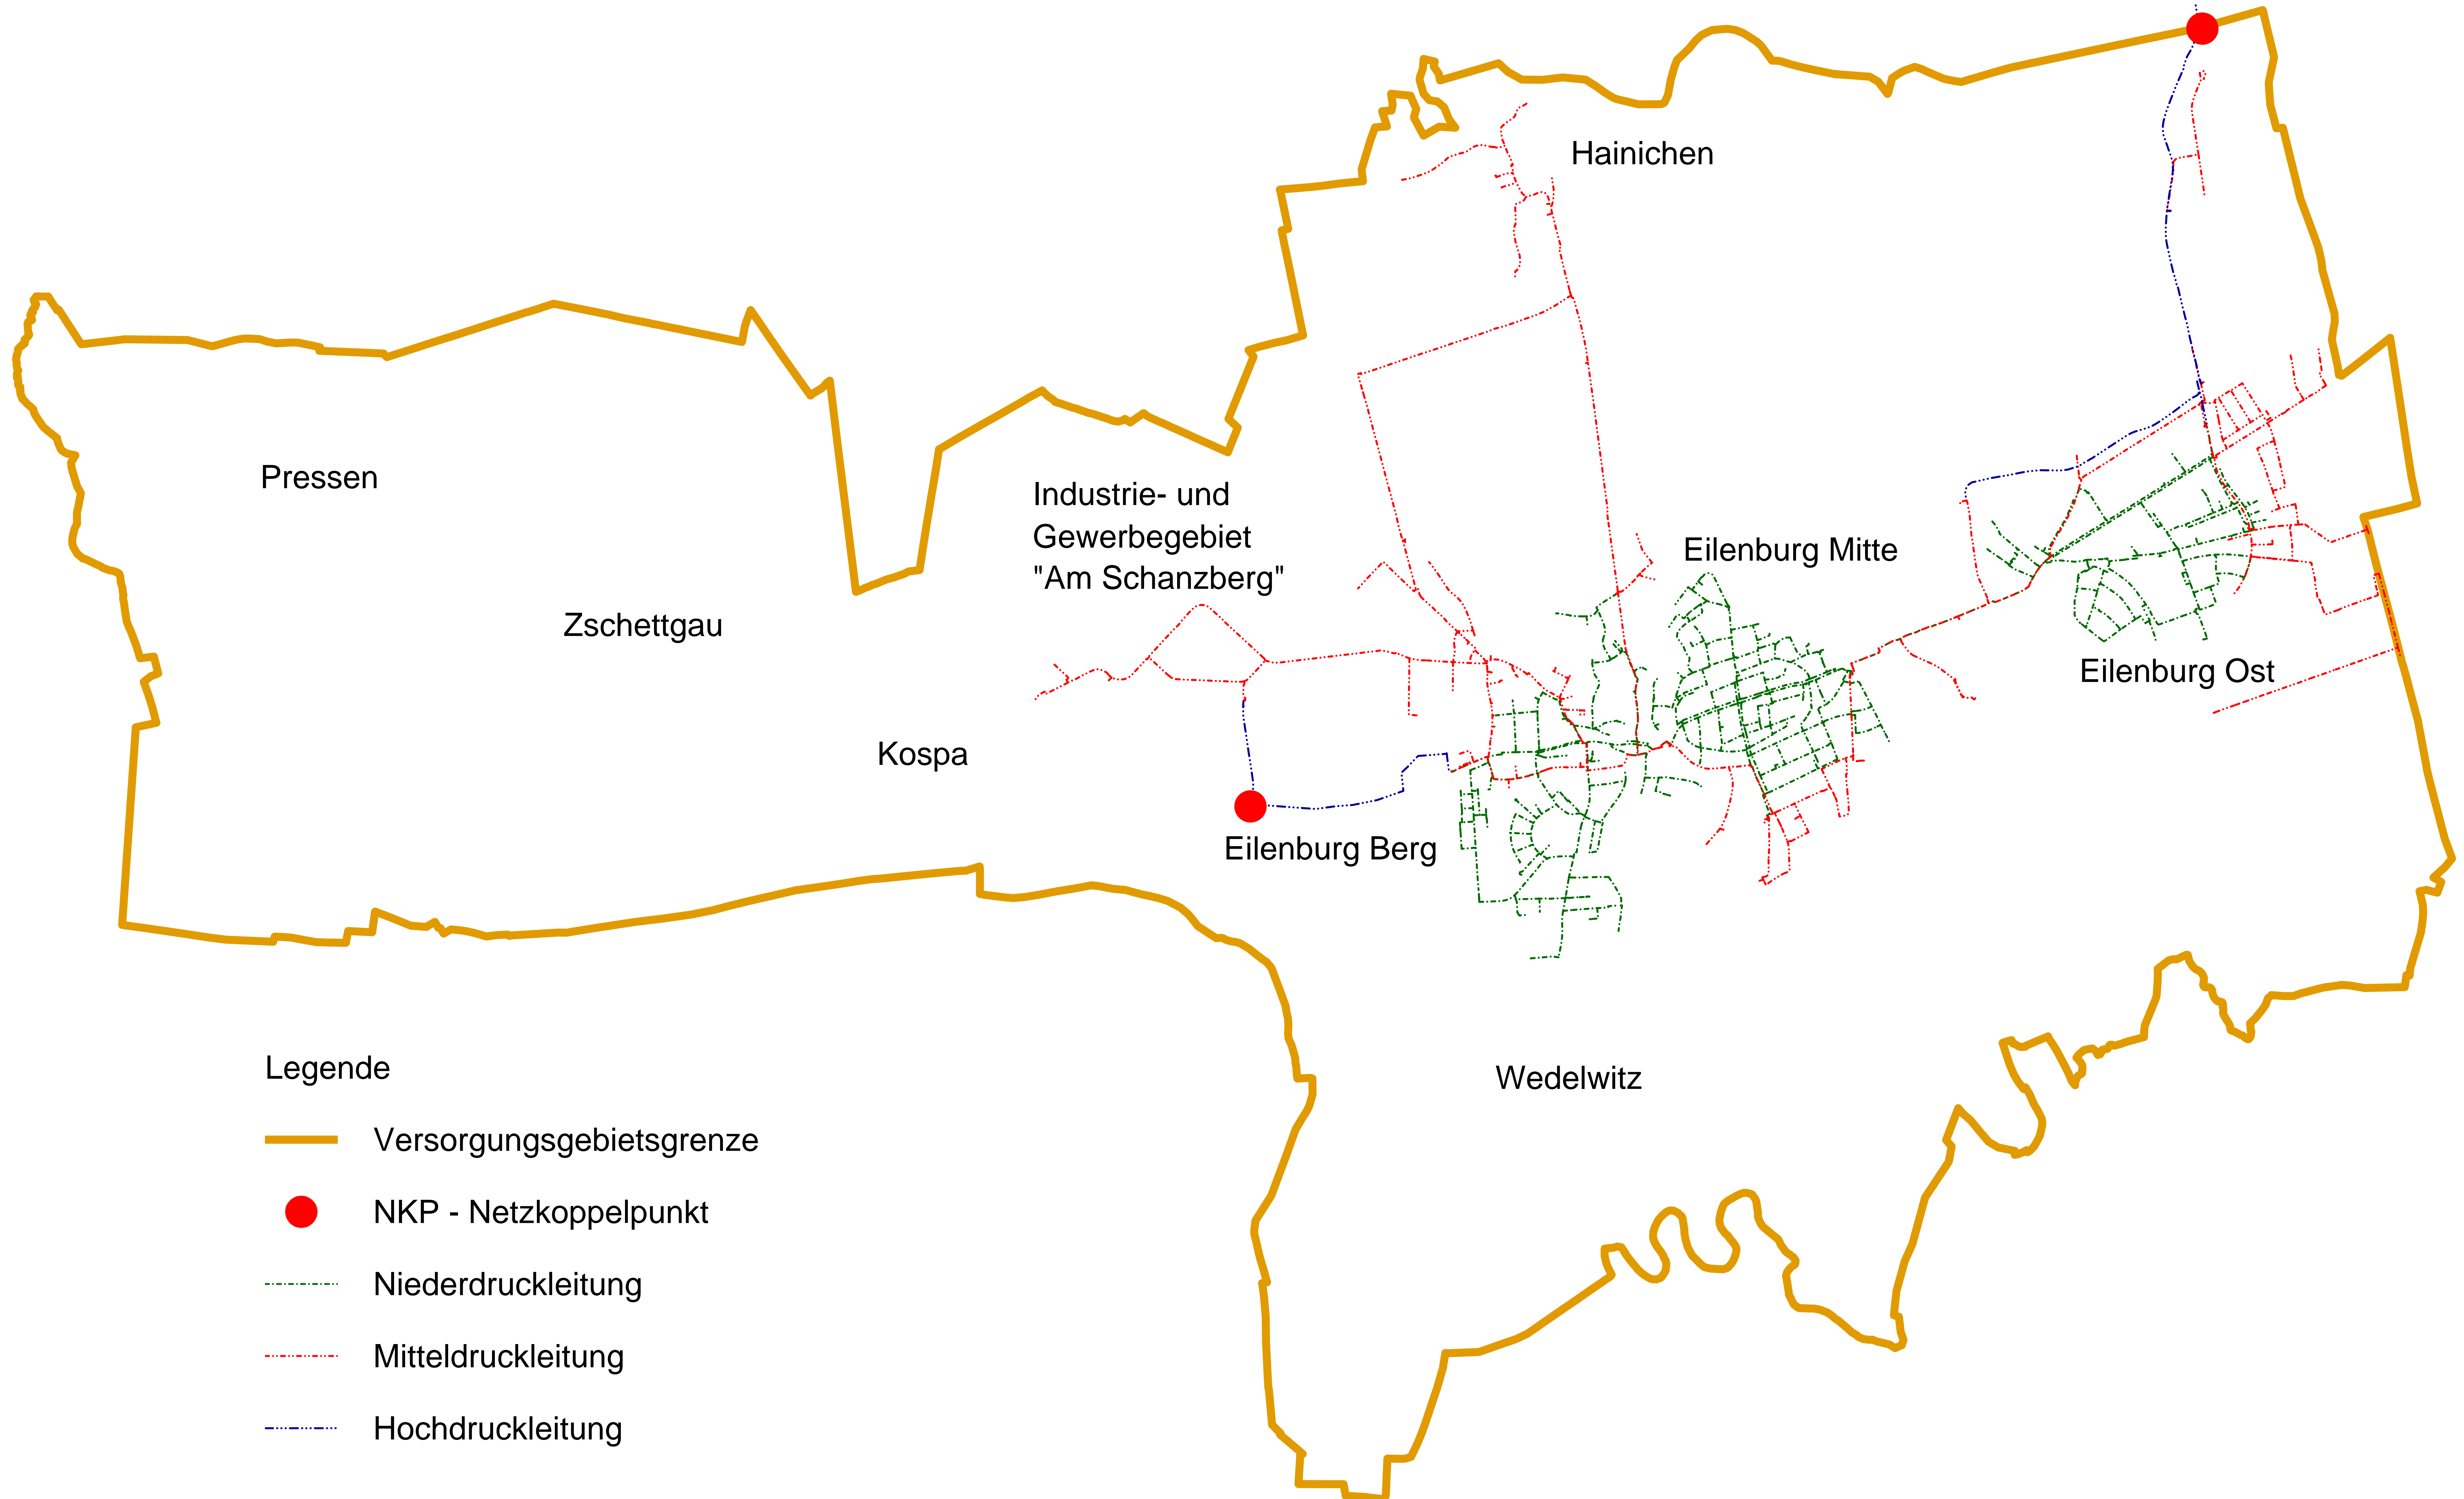 Hainichen
Pressen
Industrie- und
Gewerbegebiet
"Am Schanzberg"
Eilenburg Mitte
Zschettgau
Eilenburg Ost
Kospa
Eilenburg Berg
Wedelwitz
Legende
Versorgungsgebietsgrenze
NKP - Netzkoppelpunkt
Niederdruckleitung
Mitteldruckleitung
Hochdruckleitung